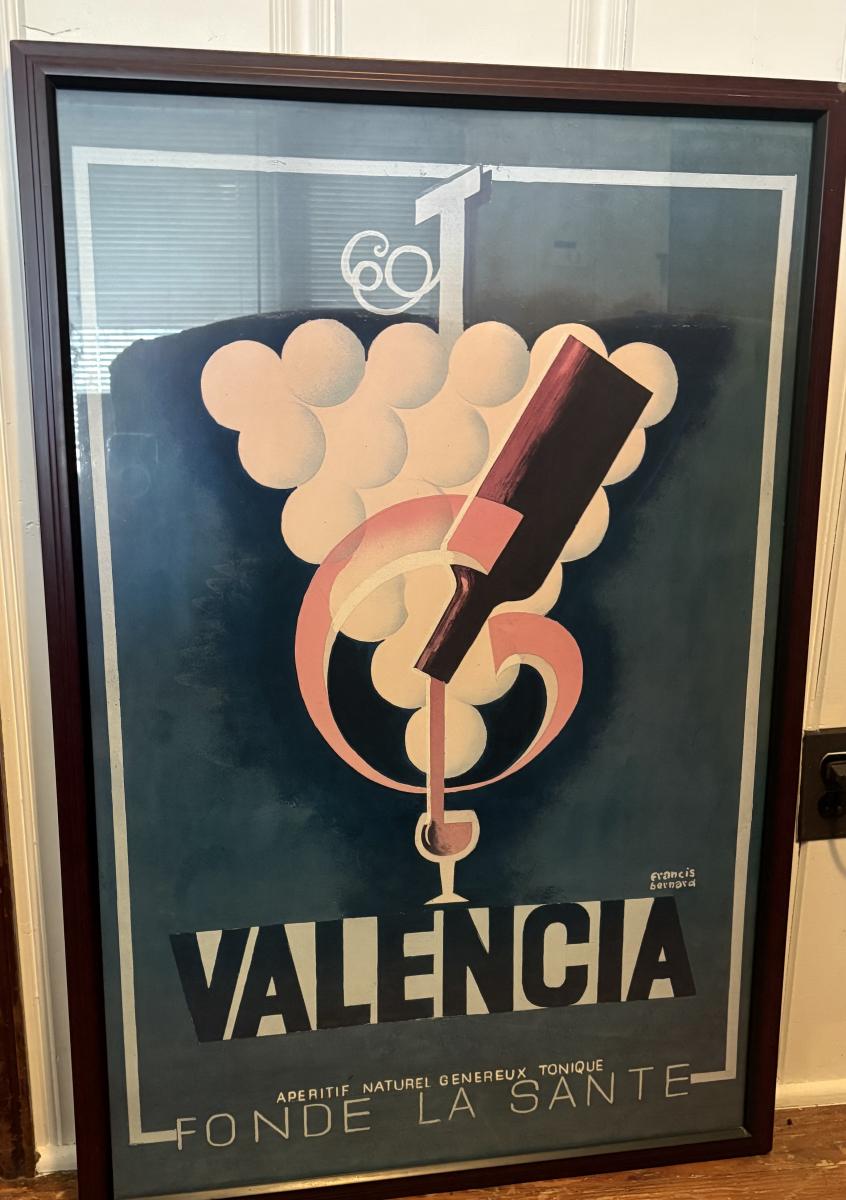 francis
bernard
VALENCIA
APERITIF NATUREL GENEREUX TONIQUE
FONDE LA SANTE